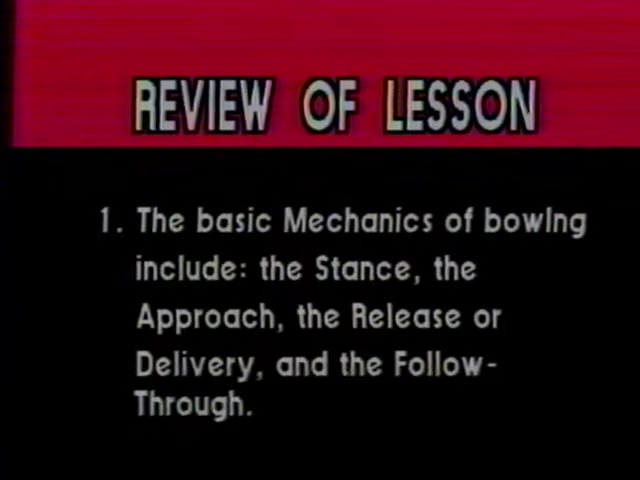 REVIEW OF LESSON
1. The basic Mechanics of bowlng
include: the Stance, the
Approach, the Release or
Delivery, and the Follow-
Through.